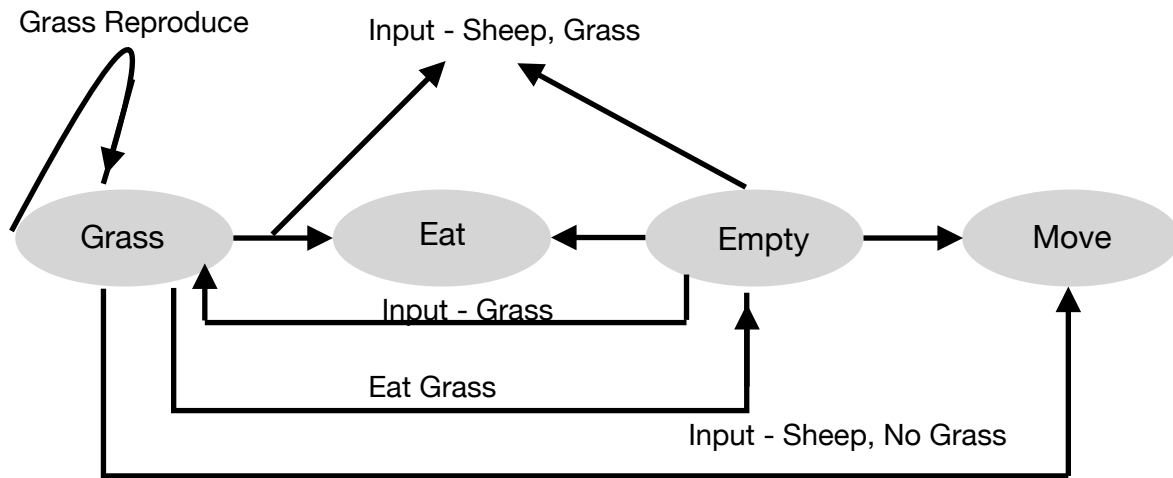 Grass Reproduce
Input - Sheep, Grass
Grass
Eat
Empty
Move
Input - Grass
Eat Grass
Input - Sheep, No Grass